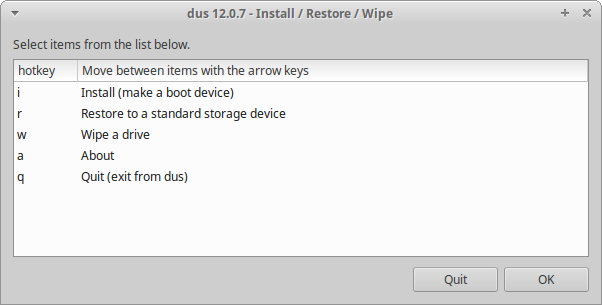 dus 12.0.7 - Install / Restore / Wipe
Select items from the list below.
hotkey Move between items with the arrow keys
i Install (make a boot device)
r Restore to a standard storage device
w Wipe a drive
a About
q Quit (exit from dus)
Quit OK